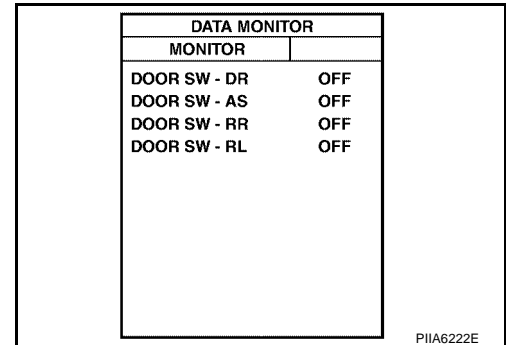 DATA MONITOR
MONITOR
DOOR SW - DR OFF
DOOR SW - AS OFF
DOOR SW - RR OFF
DOOR SW - RL OFF
PIIA6222E